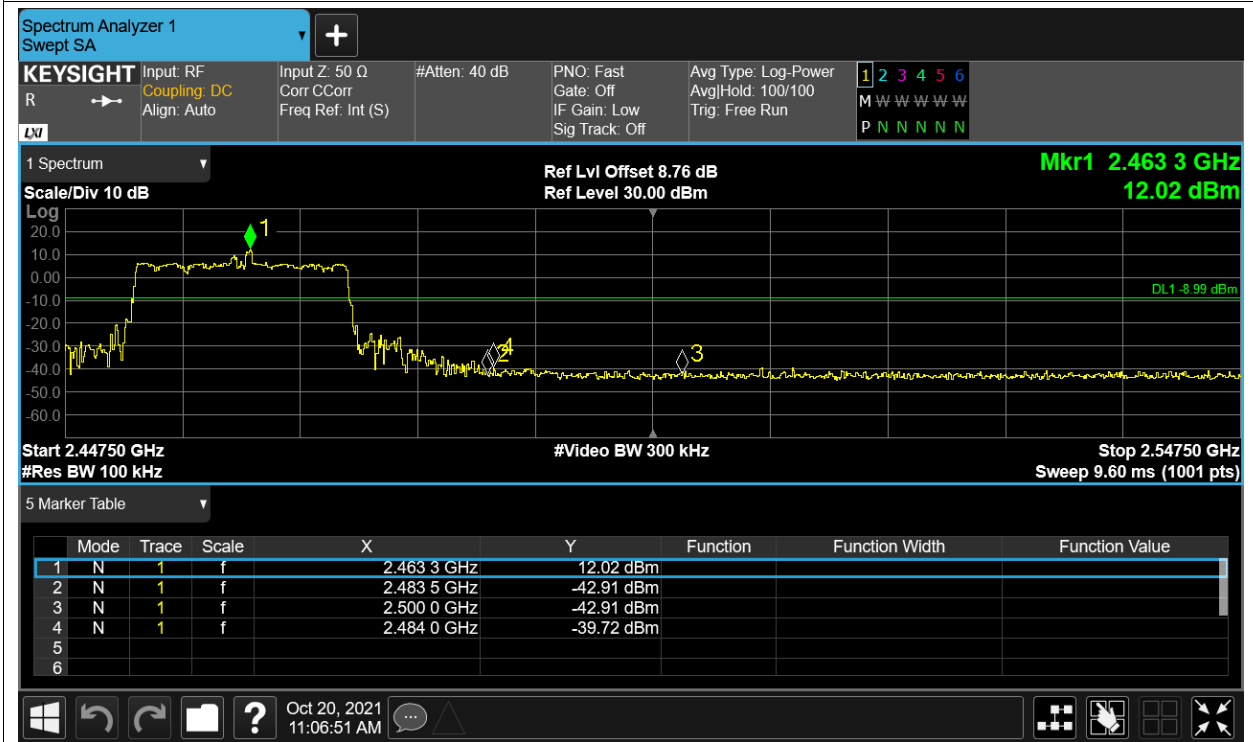 Spectrum Analyzer 1
Swept SA
KEYSIGHT Input: RF Input Z: 50 Ω #Atten: 40 dB PNO: Fast Avg Type: Log-Power 1 2 3 4 5 6
R Coupling: DC Corr CCorr Gate: Off Avg|Hold: 100/100 M W W W W W
Align: Auto Freq Ref: Int (S) IF Gain: Low Trig: Free Run
LXI Sig Track: Off P N N N N N
1 Spectrum Ref Lvl Offset 8.76 dB Mkr1 2.463 3 GHz
Scale/Div 10 dB Ref Level 30.00 dBm 12.02 dBm
Log
20.0
1
10.0
0.00
DL1 -8.99 dBm
-10.0
-20.0
-30.0
2 4 3
-40.0
-50.0
-60.0
Start 2.44750 GHz #Video BW 300 kHz Stop 2.54750 GHz
#Res BW 100 kHz Sweep 9.60 ms (1001 pts)
5 Marker Table
Mode Trace Scale X Y Function Function Width Function Value
1 N 1 f 2.463 3 GHz 12.02 dBm
2 N 1 f 2.483 5 GHz -42.91 dBm
3 N 1 f 2.500 0 GHz -42.91 dBm
4 N 1 f 2.484 0 GHz -39.72 dBm
5
6
? Oct 20, 2021
11:06:51 AM